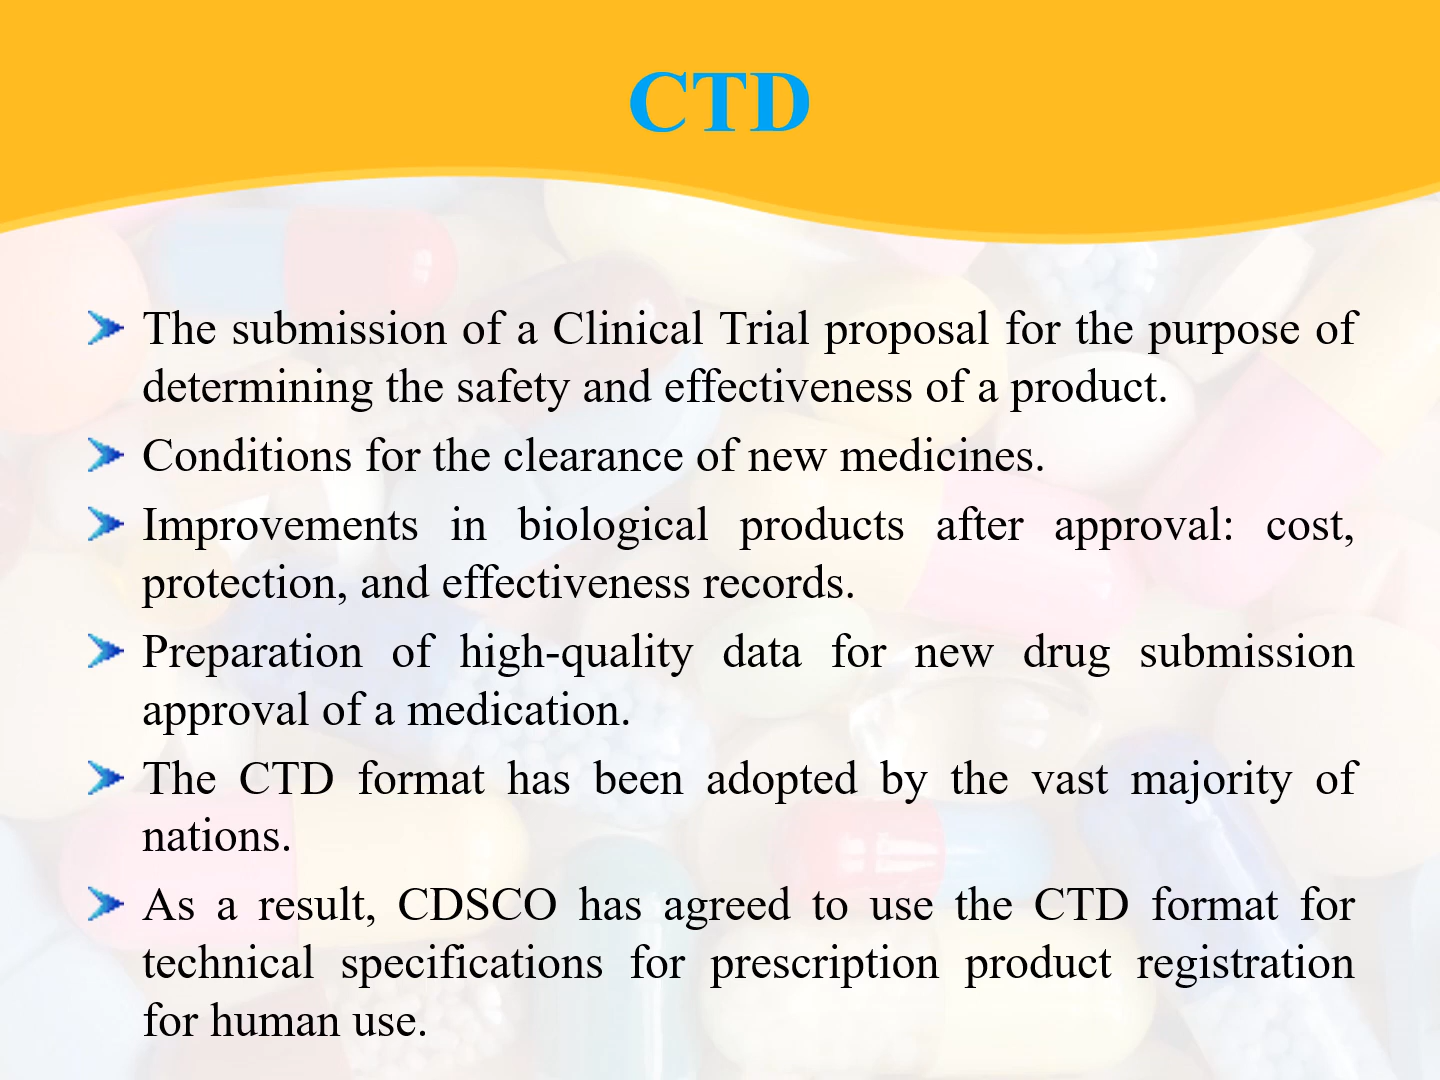 CTD
The submission of a Clinical Trial proposal for the purpose of
determining the safety and effectiveness of a product.
Conditions for the clearance of new medicines.
Improvements in biological products after approval: cost,
protection, and effectiveness records.
Preparation of high-quality data for new drug submission
approval of a medication.
The CTD format has been adopted by the vast majority of
nations.
As a result, CDSCO has agreed to use the CTD format for
technical specifications for prescription product registration
for human use.